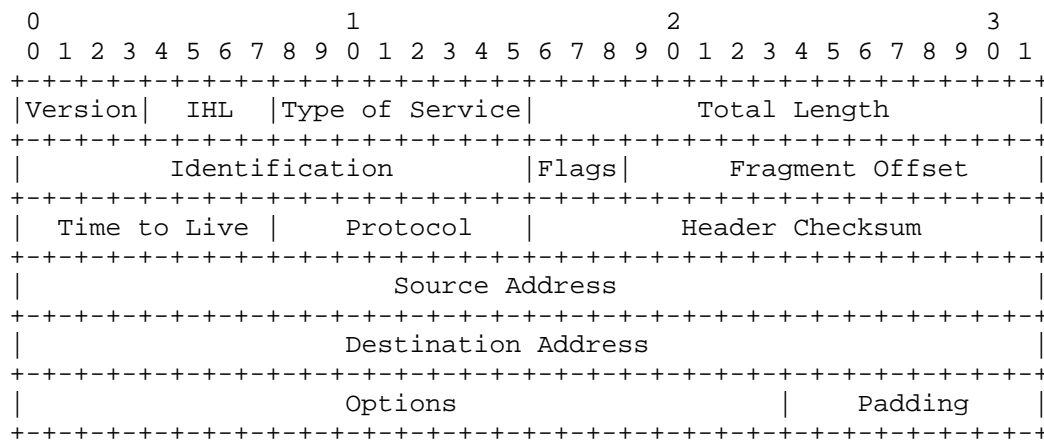 0                   1                   2                   3
 0 1 2 3 4 5 6 7 8 9 0 1 2 3 4 5 6 7 8 9 0 1 2 3 4 5 6 7 8 9 0 1
+-+-+-+-+-+-+-+-+-+-+-+-+-+-+-+-+-+-+-+-+-+-+-+-+-+-+-+-+-+-+-+-+
|Version|  IHL  |Type of Service|          Total Length         |
+-+-+-+-+-+-+-+-+-+-+-+-+-+-+-+-+-+-+-+-+-+-+-+-+-+-+-+-+-+-+-+-+
|         Identification        |Flags|      Fragment Offset    |
+-+-+-+-+-+-+-+-+-+-+-+-+-+-+-+-+-+-+-+-+-+-+-+-+-+-+-+-+-+-+-+-+
|  Time to Live |    Protocol   |         Header Checksum       |
+-+-+-+-+-+-+-+-+-+-+-+-+-+-+-+-+-+-+-+-+-+-+-+-+-+-+-+-+-+-+-+-+
|                       Source Address                          |
+-+-+-+-+-+-+-+-+-+-+-+-+-+-+-+-+-+-+-+-+-+-+-+-+-+-+-+-+-+-+-+-+
|                    Destination Address                        |
+-+-+-+-+-+-+-+-+-+-+-+-+-+-+-+-+-+-+-+-+-+-+-+-+-+-+-+-+-+-+-+-+
|                    Options                    |    Padding    |
+-+-+-+-+-+-+-+-+-+-+-+-+-+-+-+-+-+-+-+-+-+-+-+-+-+-+-+-+-+-+-+-+